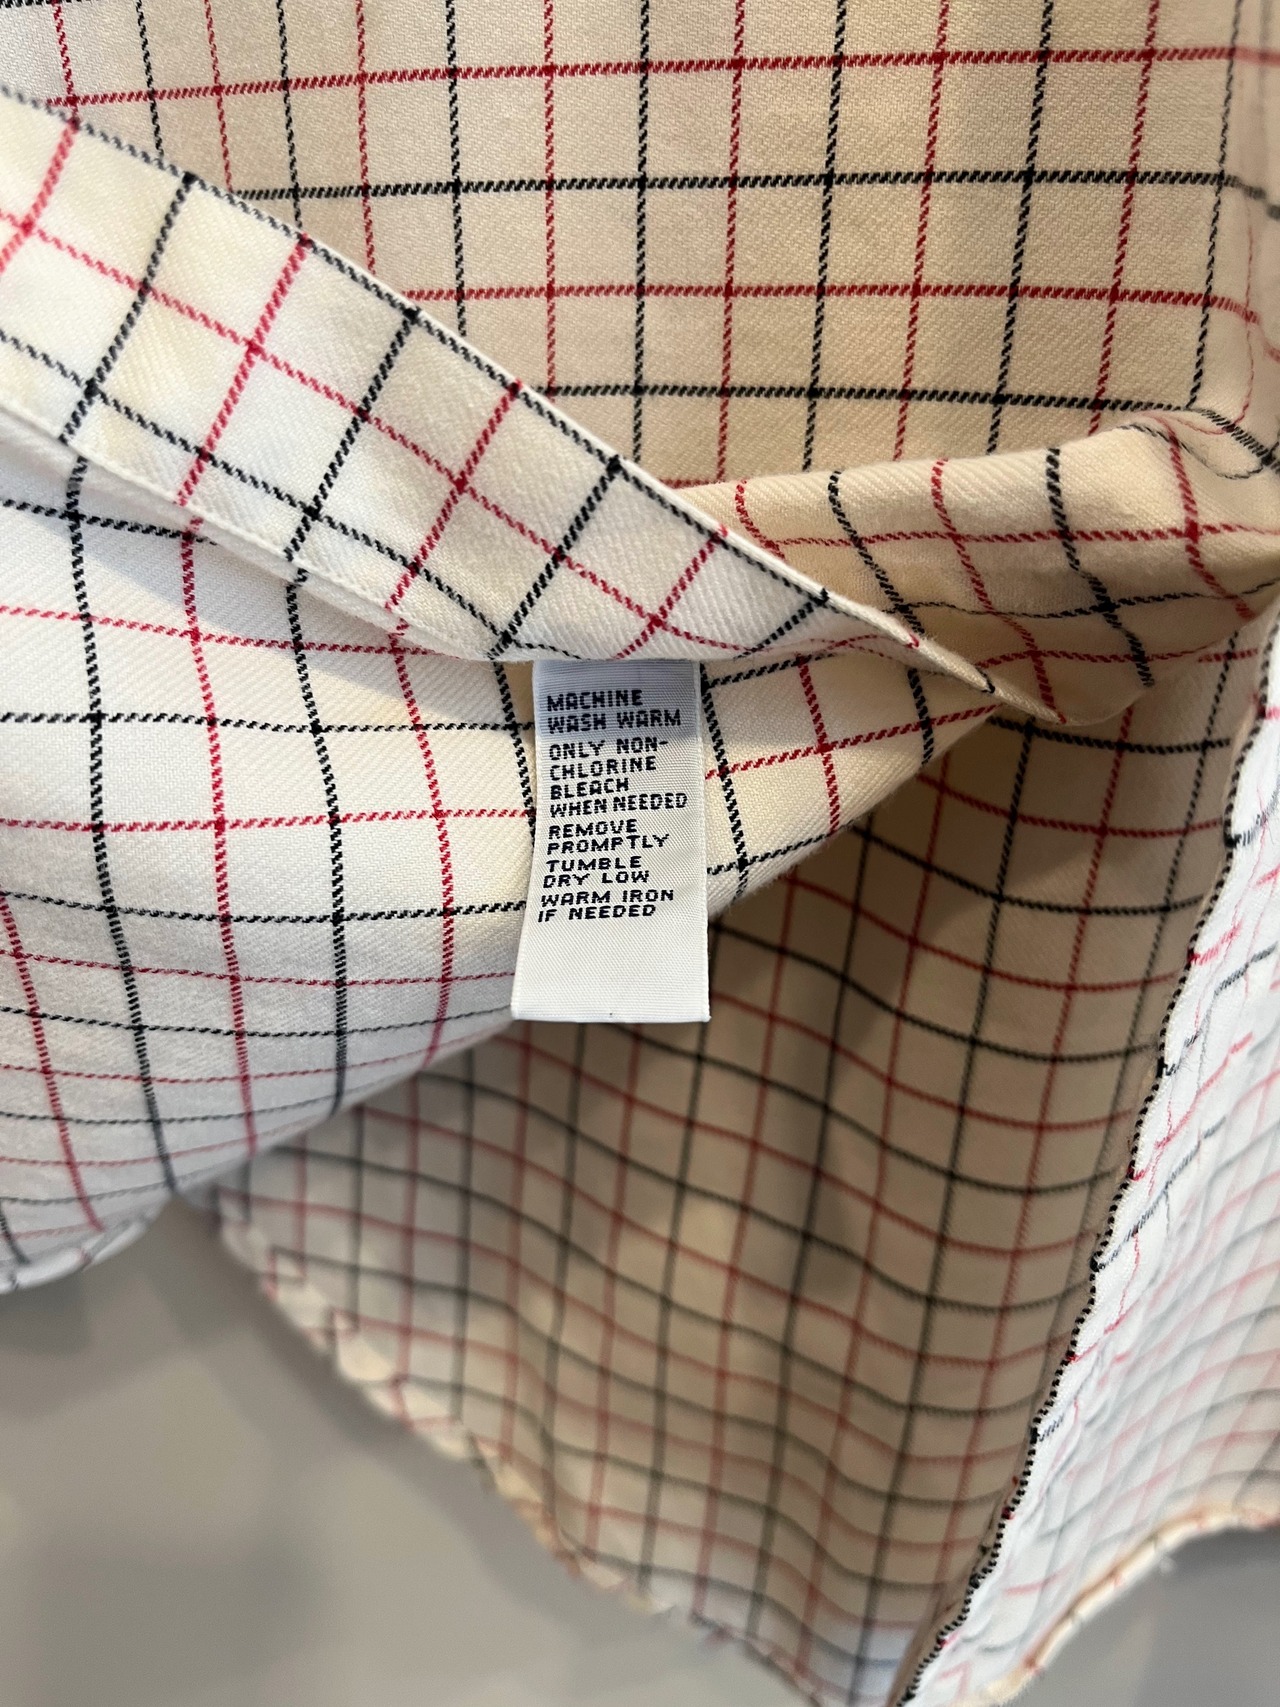 MACHINE
WASH WARM
ONLY NON-
CHLORINE
BLEACH
WHEN NEEDED
REMOVE
PROMPTLY
TUMBLE
DRY LOW
WARM IRON
IF NEEDED